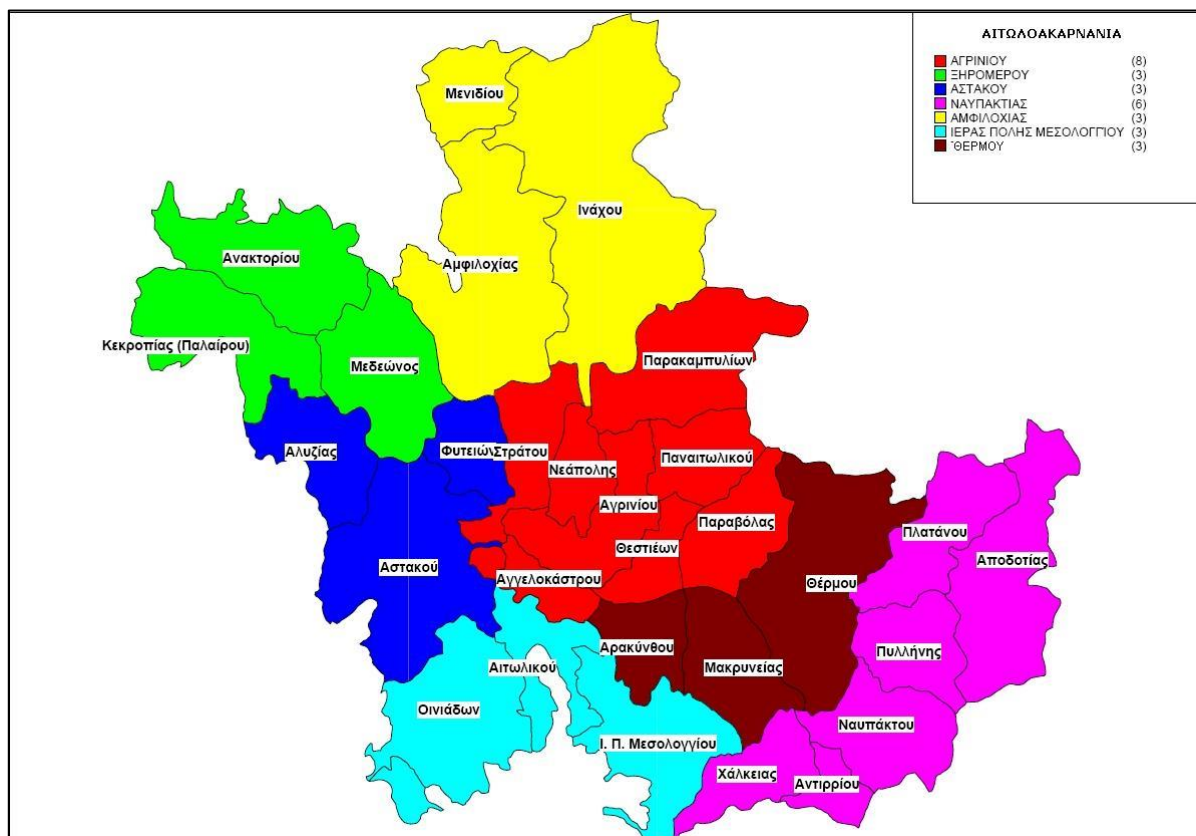 ΑΙΤΩΛΟΑΚΑΡΝΑΝΙΑ
ΑΓΡΙΝΙΟΥ (8)
ΞΗΡΟΜΕΡΟΥ (3)
ΑΣΤΑΚΟΥ (3)
ΝΑΥΠΑΚΤΙΑΣ (6)
ΑΜΦΙΛΟΧΙΑΣ (3)
ΙΕΡΑΣ ΠΟΛΗΣ ΜΕΣΟΛΟΓΓΙΟΥ (3)
ΘΕΡΜΟΥ (3)
Μενιδίου
Ινάχου
Ανακτορίου
Αμφιλοχίας
Κεκροπίας (Παλαίρου)
Μεδεώνος
Παρακαμπυλίων
Αλυζίας
Φυτειών
Στράτου
Νεάπολης
Παναιτωλικού
Αγρινίου
Παραβόλας
Πλατάνου
Αποδοτίας
Θεστιέων
Αστακού
Αγγελοκάστρου
Θέρμου
Αρακύνθου
Μακρυνείας
Πυλλήνης
Αιτωλικού
Οινιάδων
Ναυπάκτου
Ι. Π. Μεσολογγίου
Χάλκειας
Αντιρρίου